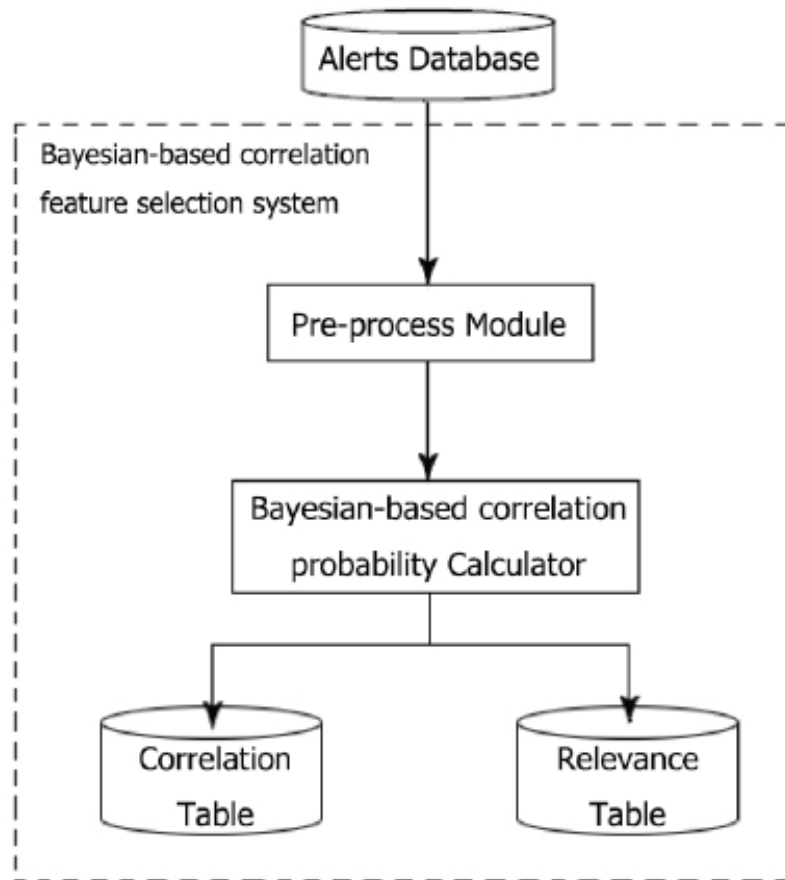 Alerts Database
Bayesian-based correlation
feature selection system
Pre-process Module
Bayesian-based correlation
probability Calculator
Correlation
Table
Relevance
Table